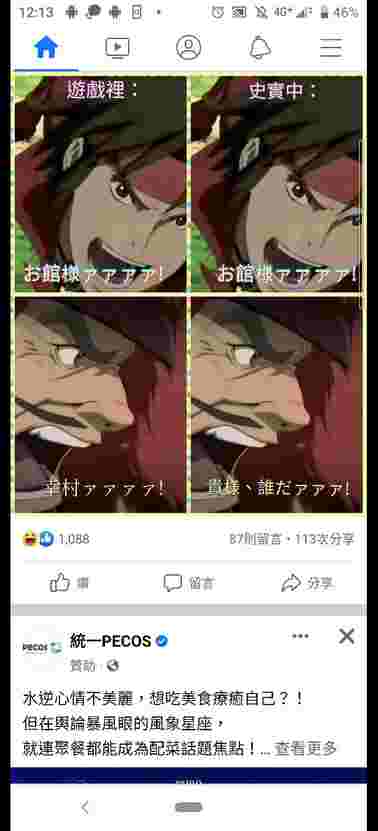 12:13
4G+
46%
遊戲裡：
史實中：
お館様ァァァァ!
お館様ァァァァ!
幸村ァァァァ!
貴様、誰だァァァ!
1,088
87則留言・113次分享
讚
留言
分享
PECOS
統一PECOS
贊助
水逆心情不美麗，想吃美食療癒自己？！
但在輿論暴風眼的風象星座，
就連聚餐都能成為配菜話題焦點！... 查看更多